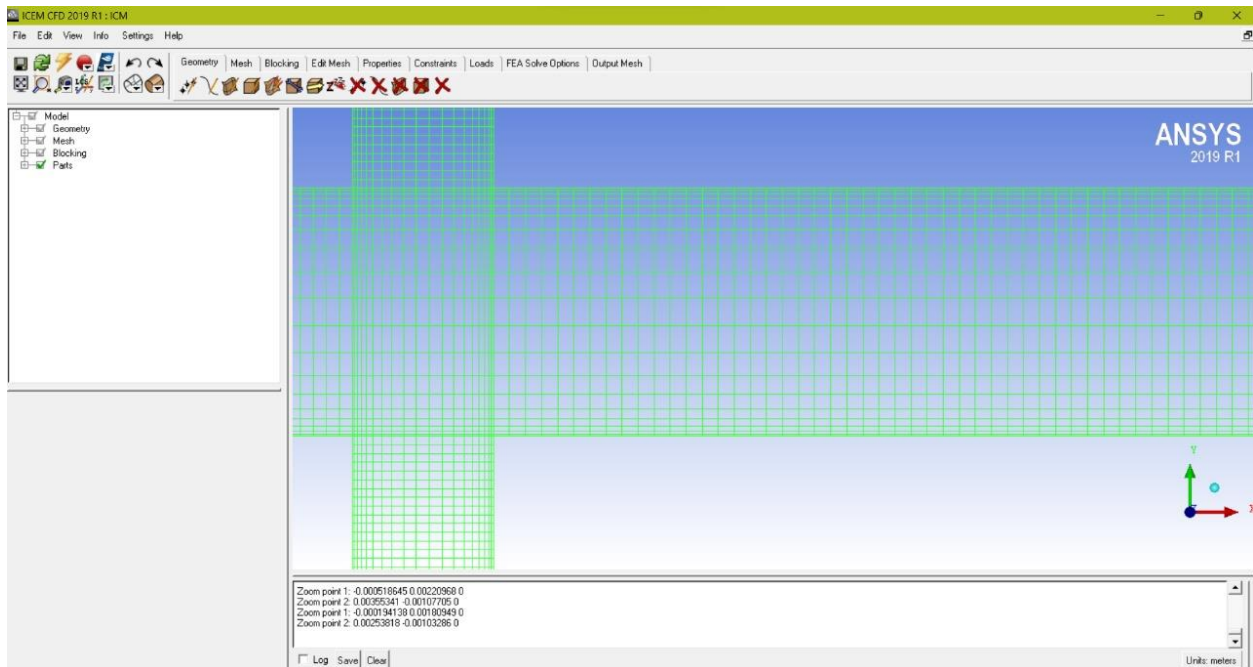 ICEM CFD 2019 R1 : ICM
File Edit View Info Settings Help
Geometry Mesh Blocking Edit Mesh Properties Constraints Loads FEA Solve Options Output Mesh
Model
Geometry
Mesh
Blocking
Parts
ANSYS
2019 R1
Y
X
Zoom point 1: -0.000518645 0.00220968 0
Zoom point 2: 0.00355341 -0.00107705 0
Zoom point 1: -0.000194138 0.00180949 0
Zoom point 2: 0.00253818 -0.00103286 0
Log Save Clear
Units: meters